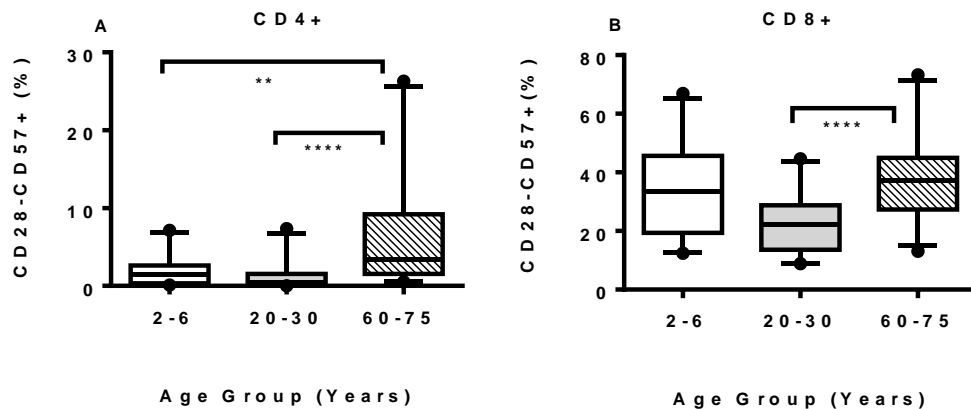 A
CD4+
CD28-CD57+ (%)
30
20
10
0
**
****
2-6
20-30
60-75
Age Group (Years)
B
CD8+
CD28-CD57+(%)
80
60
40
20
0
****
2-6
20-30
60-75
Age Group (Years)